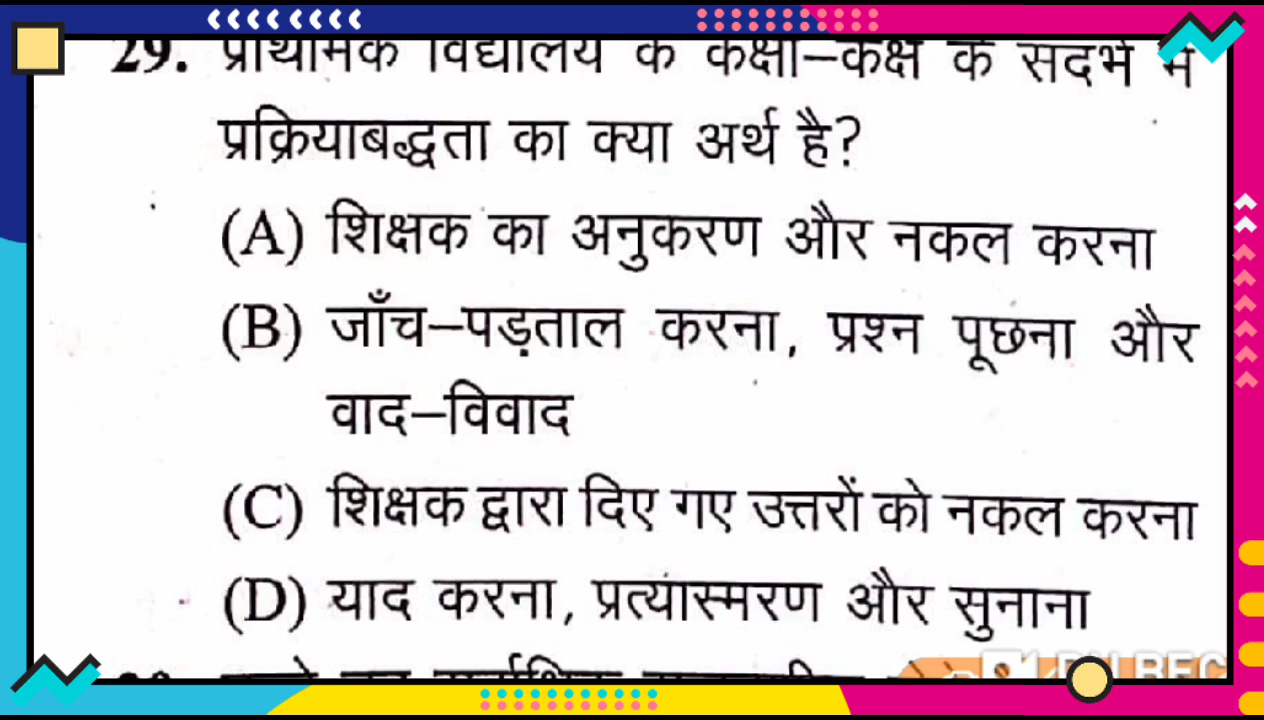 29. प्राथमिक विद्यालय के कक्षा–कक्ष के संदर्भ में
प्रक्रियाबद्धता का क्या अर्थ है?
(A) शिक्षक का अनुकरण और नकल करना
(B) जाँच–पड़ताल करना, प्रश्न पूछना और
वाद–विवाद
(C) शिक्षक द्वारा दिए गए उत्तरों को नकल करना
(D) याद करना, प्रत्यास्मरण और सुनाना